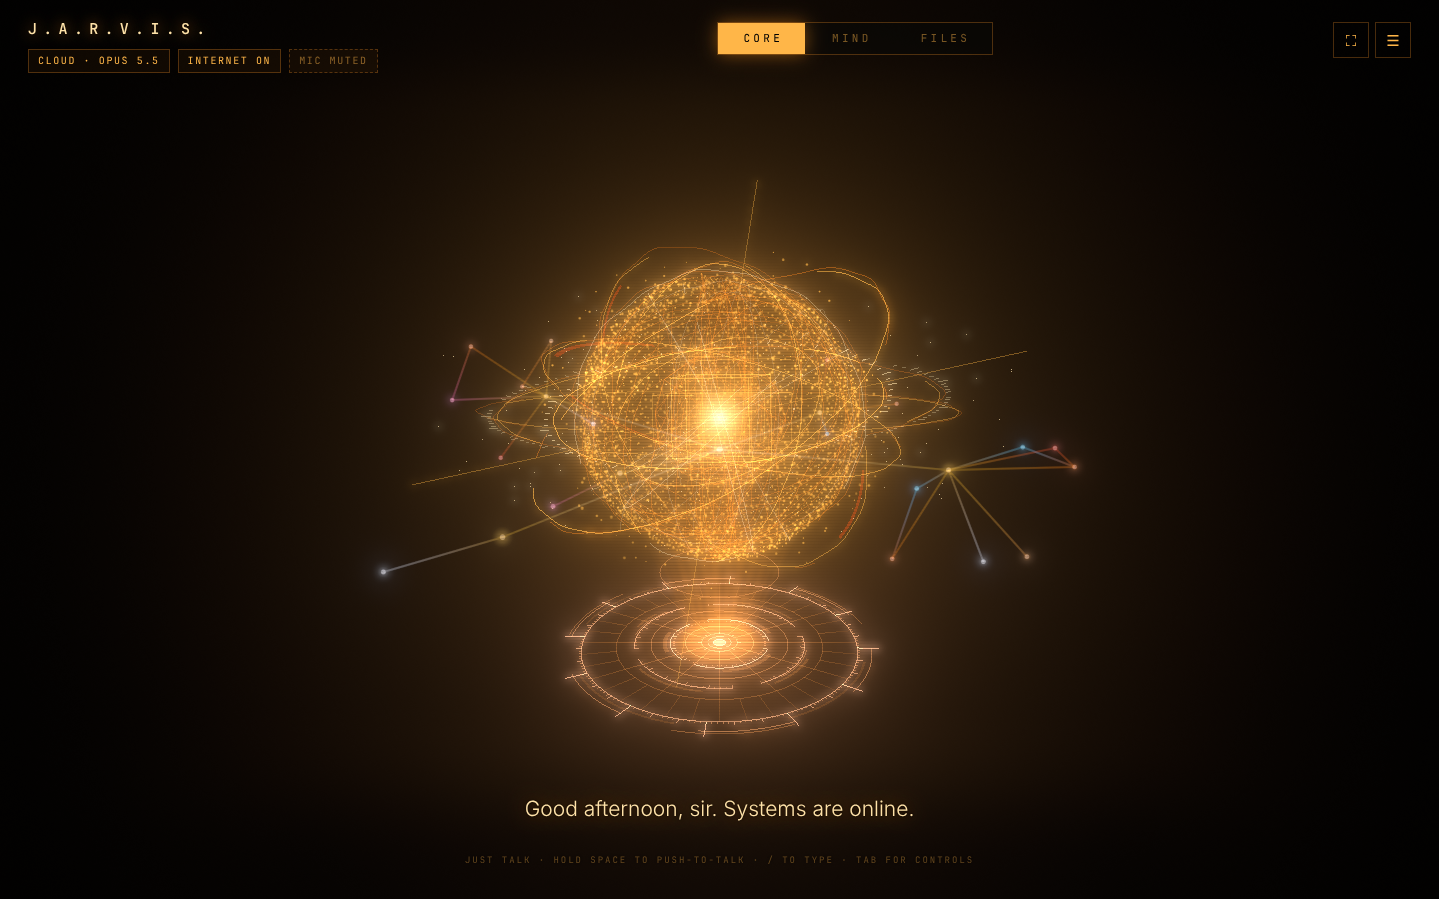 J.A.R.V.I.S.
CLOUD · OPUS 5.5
INTERNET ON
MIC MUTED
CORE
MIND
FILES
Good afternoon, sir. Systems are online.
JUST TALK · HOLD SPACE TO PUSH-TO-TALK · / TO TYPE · TAB FOR CONTROLS